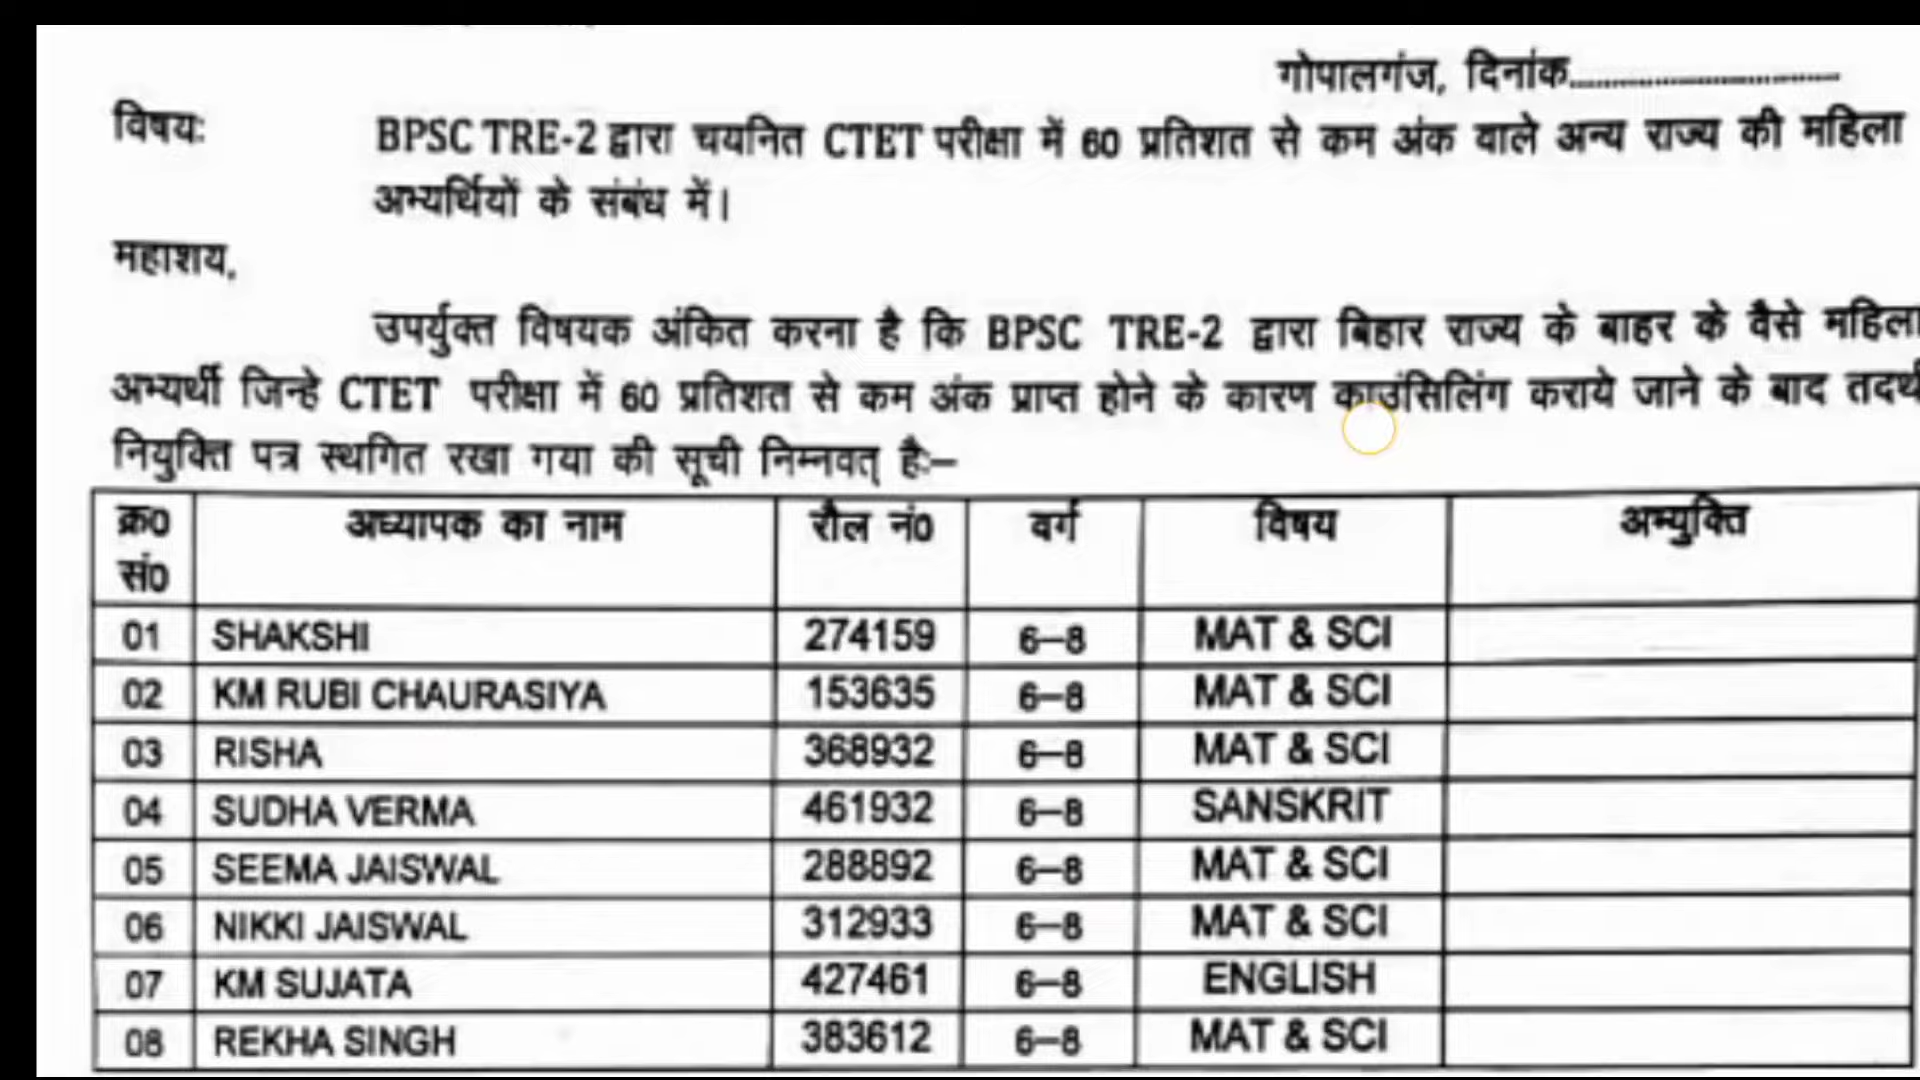 गोपालगंज, दिनांक..............................
विषयः BPSC TRE-2 द्वारा चयनित CTET परीक्षा में 60 प्रतिशत से कम अंक वाले अन्य राज्य की महिला
अभ्यर्थियों के संबंध में।
महाशय,
उपर्युक्त विषयक अंकित करना है कि BPSC TRE-2 द्वारा बिहार राज्य के बाहर के वैसे महिला
अभ्यर्थी जिन्हे CTET परीक्षा में 60 प्रतिशत से कम अंक प्राप्त होने के कारण काउंसिलिंग कराये जाने के बाद तदर्थ
नियुक्ति पत्र स्थगित रखा गया की सूची निम्नवत् है:–
क्र0 सं0 अध्यापक का नाम रौल नं0 वर्ग विषय अभ्युक्ति
01 SHAKSHI 274159 6–8 MAT & SCI
02 KM RUBI CHAURASIYA 153635 6–8 MAT & SCI
03 RISHA 368932 6–8 MAT & SCI
04 SUDHA VERMA 461932 6–8 SANSKRIT
05 SEEMA JAISWAL 288892 6–8 MAT & SCI
06 NIKKI JAISWAL 312933 6–8 MAT & SCI
07 KM SUJATA 427461 6–8 ENGLISH
08 REKHA SINGH 383612 6–8 MAT & SCI